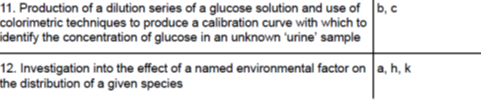 11. Production of a dilution series of a glucose solution and use of
colorimetric techniques to produce a calibration curve with which to
identify the concentration of glucose in an unknown 'urine' sample
b, c
12. Investigation into the effect of a named environmental factor on
the distribution of a given species
a, h, k